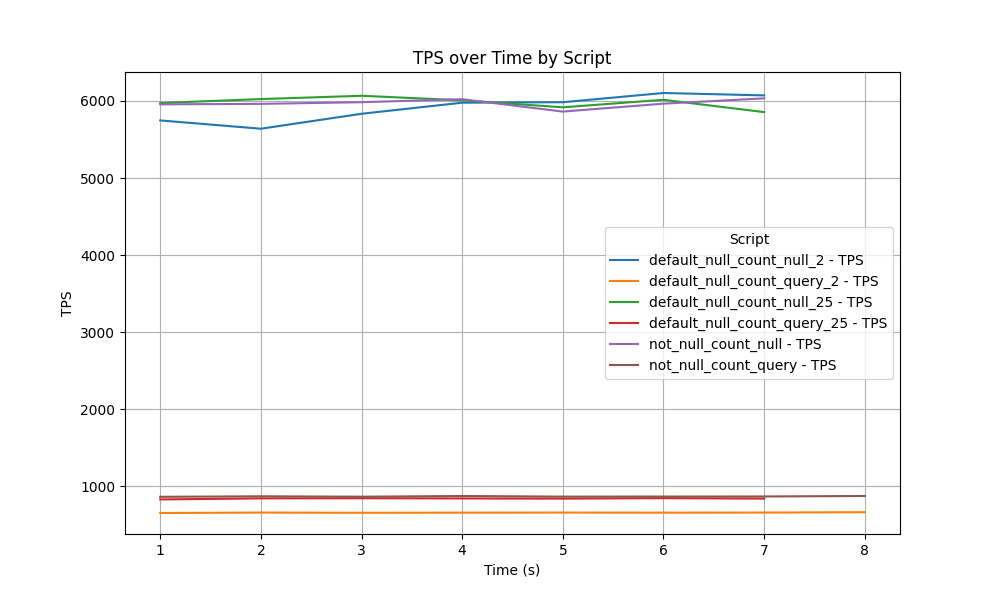 TPS over Time by Script
6000
5000
4000
3000
2000
1000
TPS
Script
default_null_count_null_2 - TPS
default_null_count_query_2 - TPS
default_null_count_null_25 - TPS
default_null_count_query_25 - TPS
not_null_count_null - TPS
not_null_count_query - TPS
1 2 3 4 5 6 7 8
Time (s)